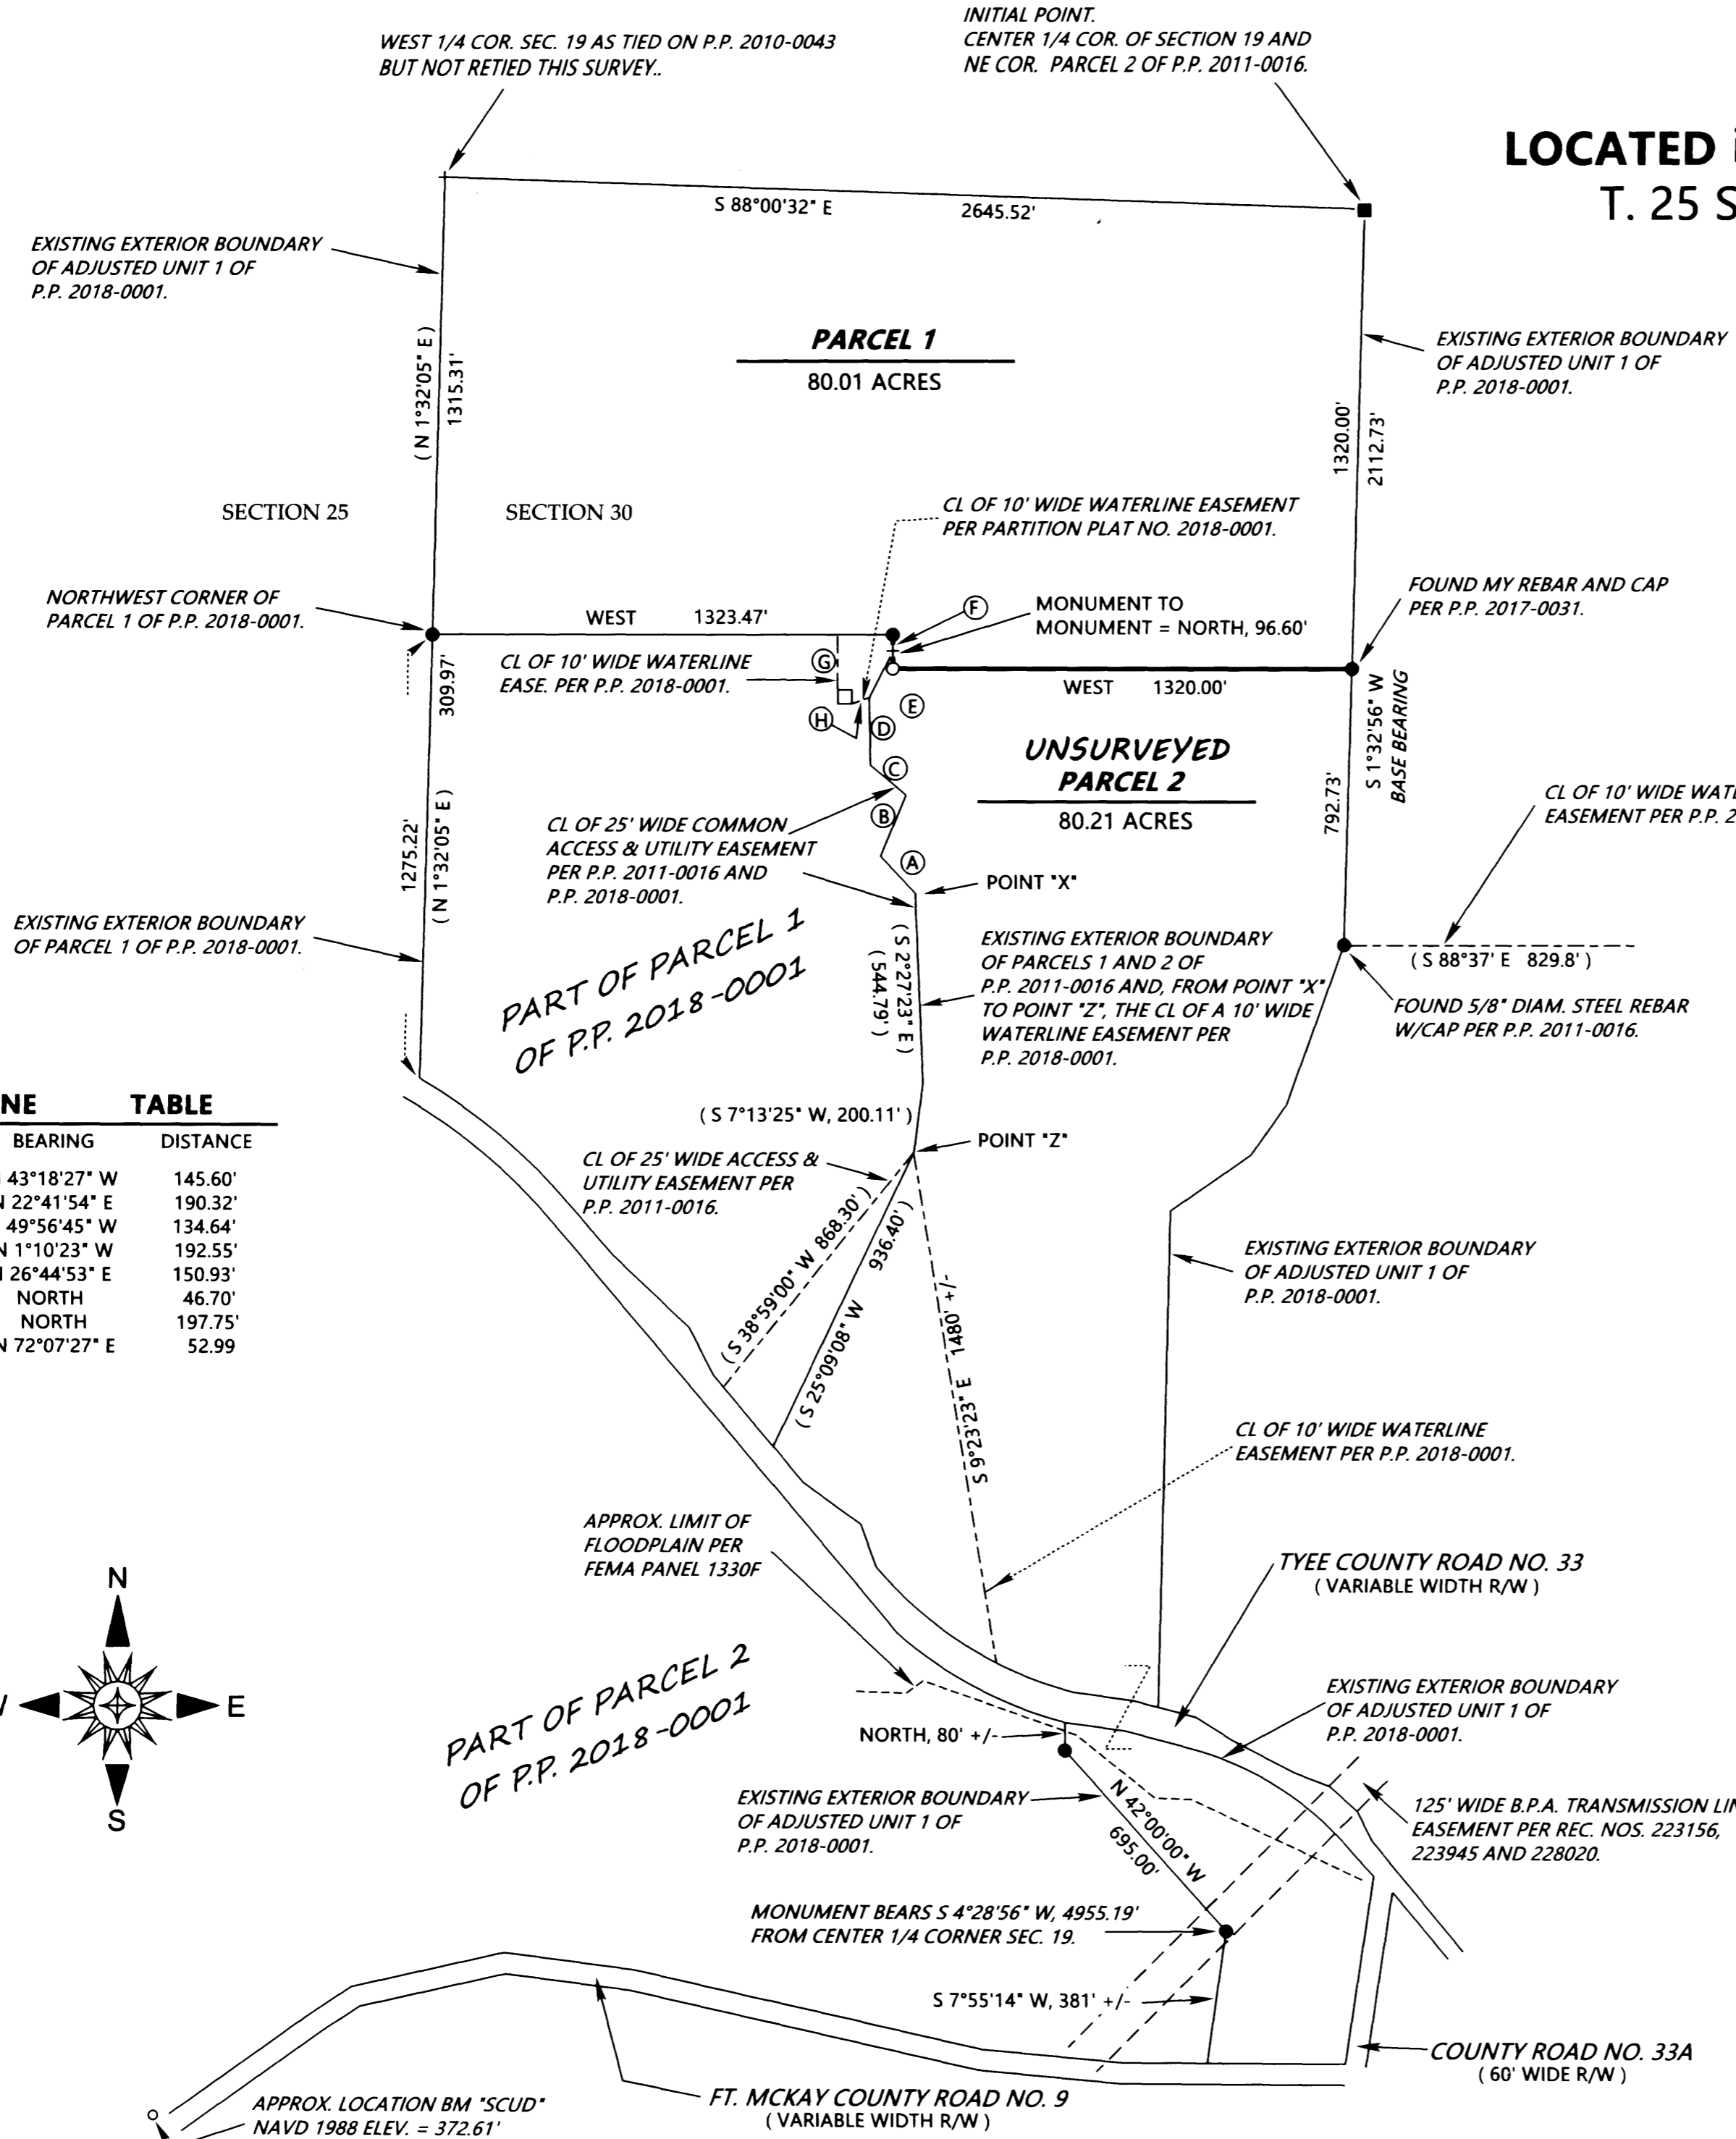 WEST 1/4 COR. SEC. 19 AS TIED ON P.P. 2010-0043
BUT NOT RETIED THIS SURVEY..
INITIAL POINT.
CENTER 1/4 COR. OF SECTION 19 AND
NE COR. PARCEL 2 OF P.P. 2011-0016.
LOCATED
T. 25 S
S 88°00'32" E 2645.52'
EXISTING EXTERIOR BOUNDARY
OF ADJUSTED UNIT 1 OF
P.P. 2018-0001.
( N 1°32'05" E )
1315.31'
PARCEL 1
80.01 ACRES
EXISTING EXTERIOR BOUNDARY
OF ADJUSTED UNIT 1 OF
P.P. 2018-0001.
1320.00'
2112.73'
SECTION 25
SECTION 30
CL OF 10' WIDE WATERLINE EASEMENT
PER PARTITION PLAT NO. 2018-0001.
NORTHWEST CORNER OF
PARCEL 1 OF P.P. 2018-0001.
WEST 1323.47'
F
MONUMENT TO
MONUMENT = NORTH, 96.60'
FOUND MY REBAR AND CAP
PER P.P. 2017-0031.
CL OF 10' WIDE WATERLINE
EASE. PER P.P. 2018-0001.
G
309.97'
WEST 1320.00'
E
H
D
C
B
A
S 1°32'56" W
BASE BEARING
UNSURVEYED
PARCEL 2
80.21 ACRES
792.73'
CL OF 25' WIDE COMMON
ACCESS & UTILITY EASEMENT
PER P.P. 2011-0016 AND
P.P. 2018-0001.
1275.22'
( N 1°32'05" E )
CL OF 10' WIDE
EASEMENT PER P.P.
POINT "X"
EXISTING EXTERIOR BOUNDARY
OF PARCEL 1 OF P.P. 2018-0001.
PART OF PARCEL 1
OF P.P. 2018-0001
( S 2°27'23" E )
( 544.79' )
EXISTING EXTERIOR BOUNDARY
OF PARCELS 1 AND 2 OF
P.P. 2011-0016 AND, FROM POINT "X"
TO POINT "Z", THE CL OF A 10' WIDE
WATERLINE EASEMENT PER
P.P. 2018-0001.
( S 88°37' E 829.8' )
FOUND 5/8" DIAM. STEEL REBAR
W/CAP PER P.P. 2011-0016.
NE TABLE
BEARING DISTANCE
43°18'27" W 145.60'
N 22°41'54" E 190.32'
49°56'45" W 134.64'
N 1°10'23" W 192.55'
26°44'53" E 150.93'
NORTH 46.70'
NORTH 197.75'
N 72°07'27" E 52.99
( S 7°13'25" W, 200.11' )
POINT "Z"
CL OF 25' WIDE ACCESS &
UTILITY EASEMENT PER
P.P. 2011-0016.
( S 38°59'00" W 868.30' )
( S 25°09'08" W 936.40' )
S 9°23'23" E 1480' +/-
EXISTING EXTERIOR BOUNDARY
OF ADJUSTED UNIT 1 OF
P.P. 2018-0001.
CL OF 10' WIDE WATERLINE
EASEMENT PER P.P. 2018-0001.
APPROX. LIMIT OF
FLOODPLAIN PER
FEMA PANEL 1330F
TYEE COUNTY ROAD NO. 33
( VARIABLE WIDTH R/W )
N
E
S
PART OF PARCEL 2
OF P.P. 2018-0001
NORTH, 80' +/-
EXISTING EXTERIOR BOUNDARY
OF ADJUSTED UNIT 1 OF
P.P. 2018-0001.
EXISTING EXTERIOR BOUNDARY
OF ADJUSTED UNIT 1 OF
P.P. 2018-0001.
N 42°00'00" W
695.00'
125' WIDE B.P.A. TRANSMISSION
EASEMENT PER REC. NOS. 223156,
223945 AND 228020.
MONUMENT BEARS S 4°28'56" W, 4955.19'
FROM CENTER 1/4 CORNER SEC. 19.
S 7°55'14" W, 381' +/-
COUNTY ROAD NO. 33A
( 60' WIDE R/W )
FT. MCKAY COUNTY ROAD NO. 9
( VARIABLE WIDTH R/W )
APPROX. LOCATION BM "SCUD"
NAVD 1988 ELEV. = 372.61'